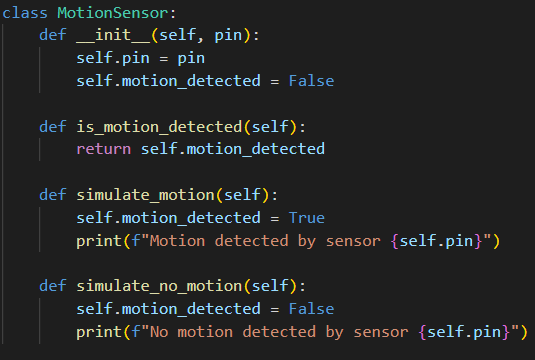 class MotionSensor:
    def __init__(self, pin):
        self.pin = pin
        self.motion_detected = False

    def is_motion_detected(self):
        return self.motion_detected

    def simulate_motion(self):
        self.motion_detected = True
        print(f"Motion detected by sensor {self.pin}")

    def simulate_no_motion(self):
        self.motion_detected = False
        print(f"No motion detected by sensor {self.pin}")